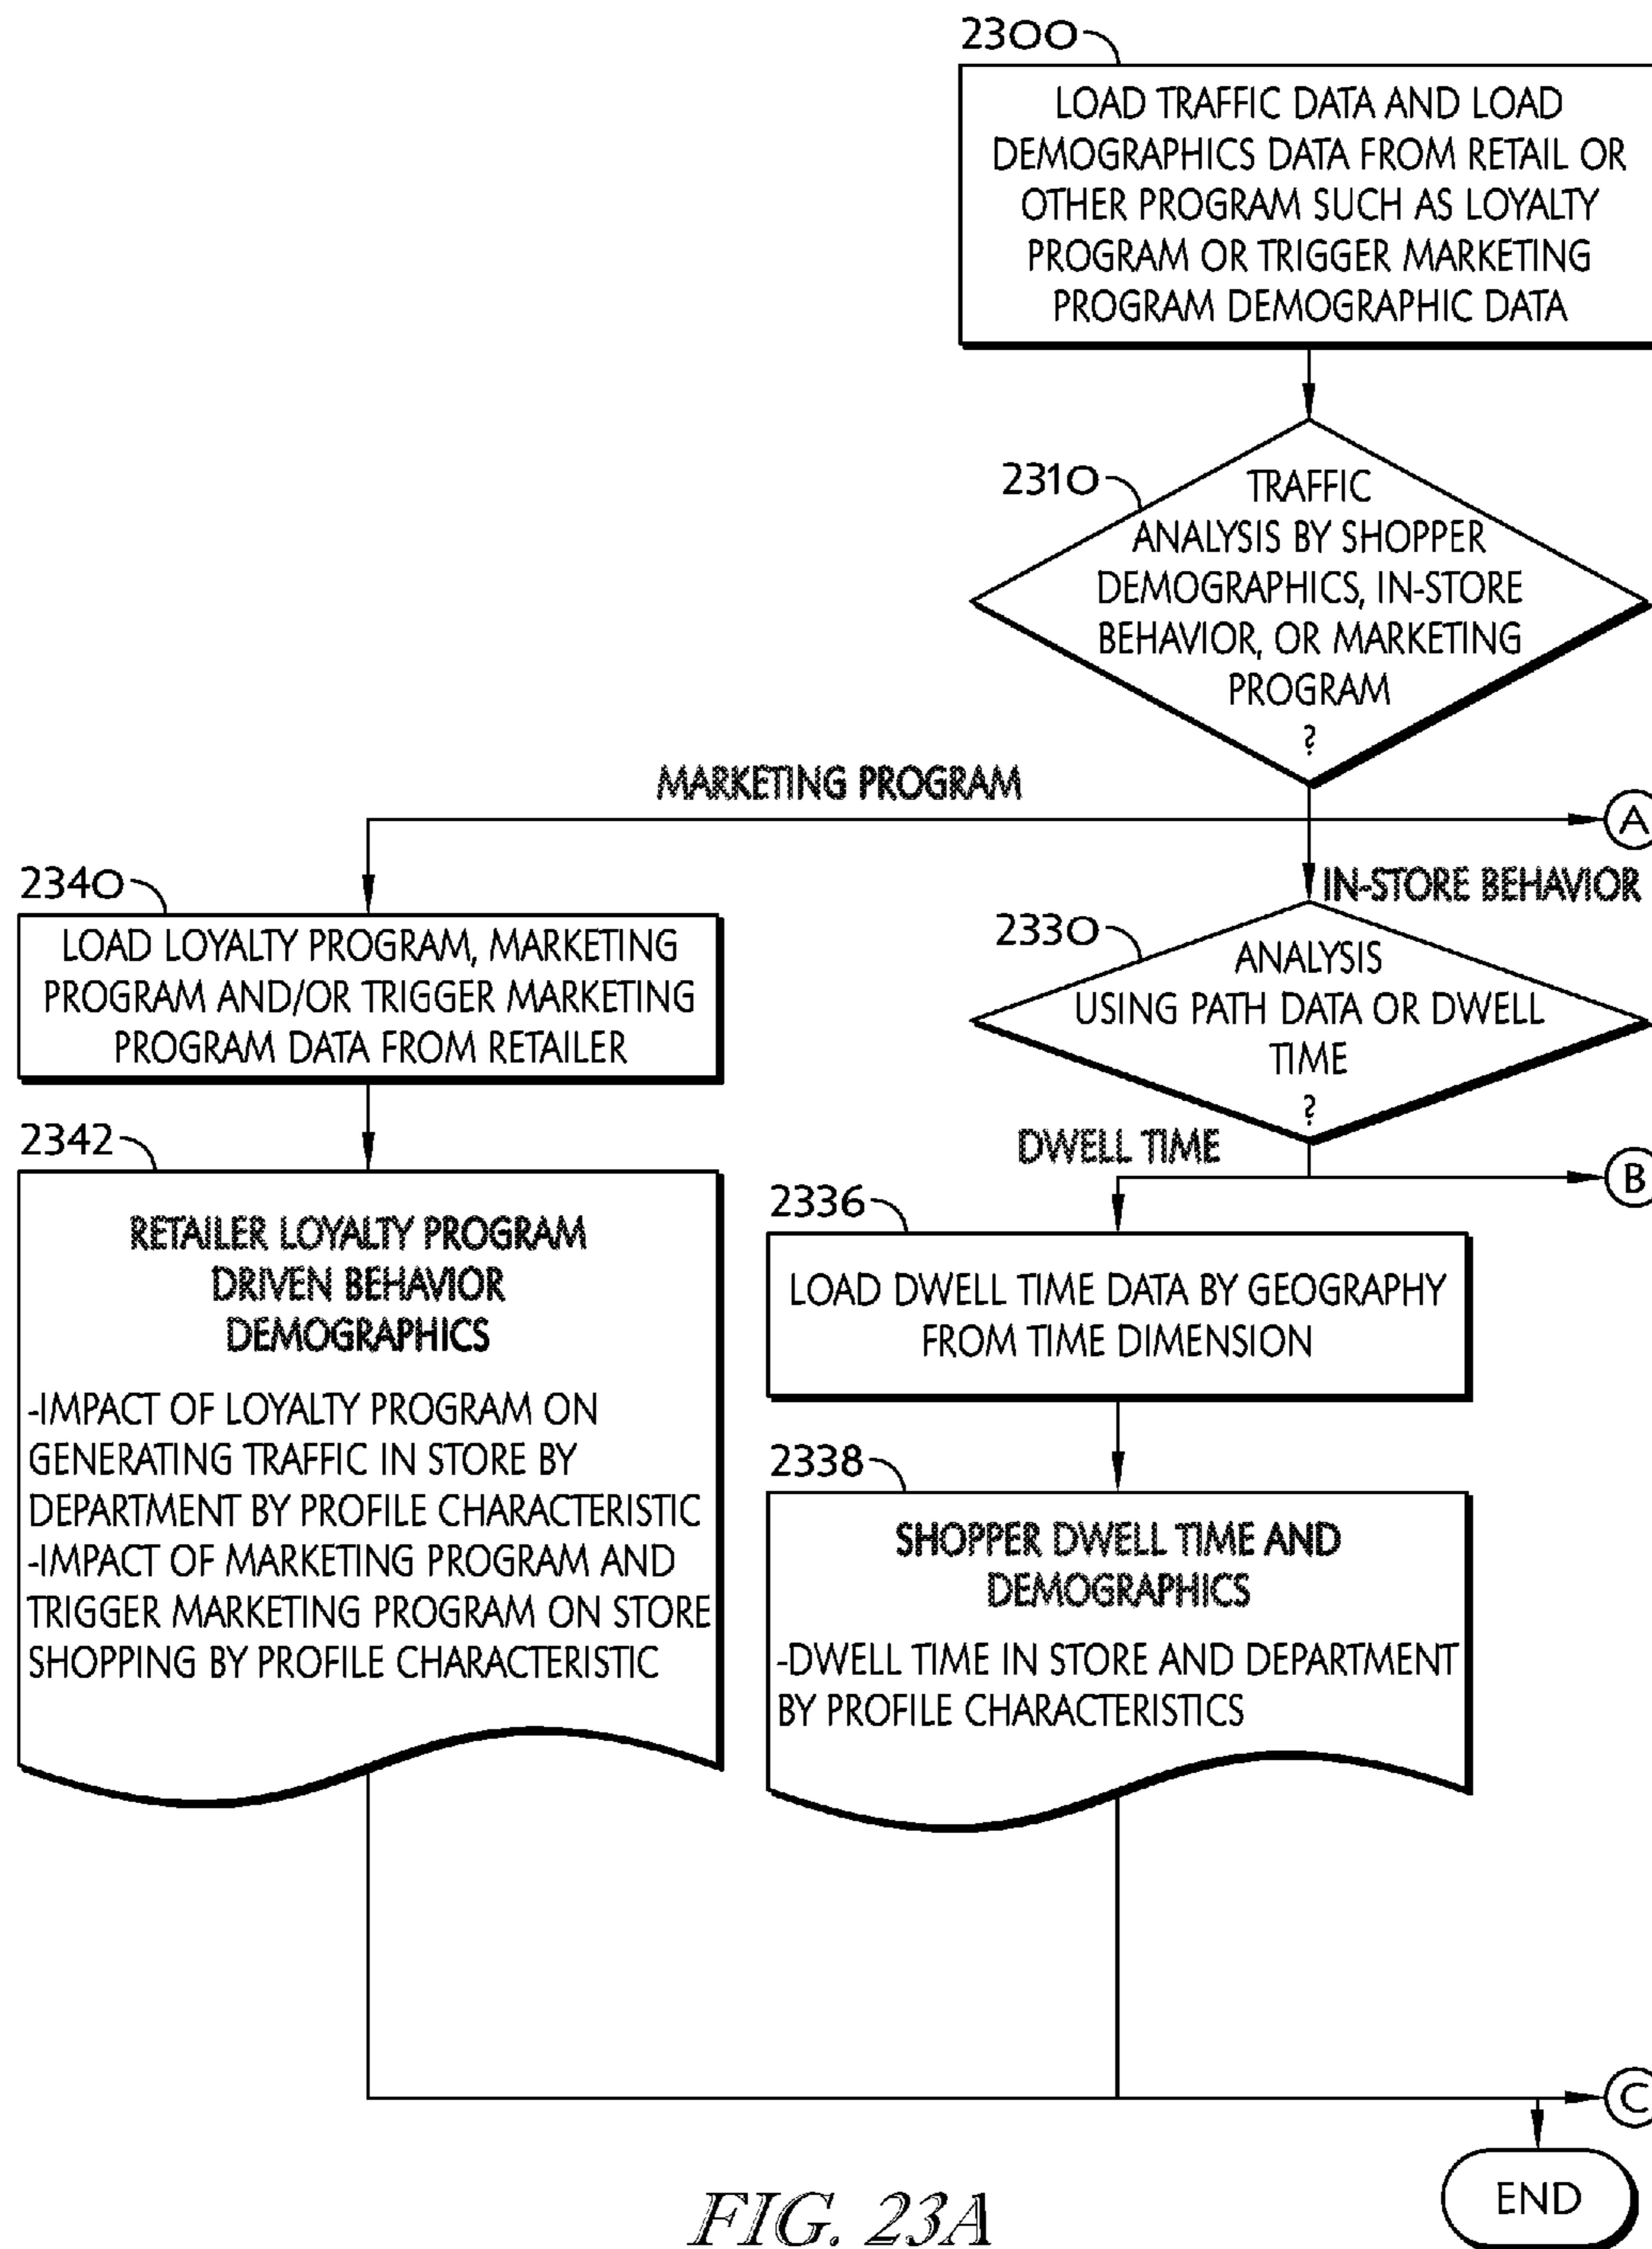 2300
LOAD TRAFFIC DATA AND LOAD
DEMOGRAPHICS DATA FROM RETAIL OR
OTHER PROGRAM SUCH AS LOYALTY
PROGRAM OR TRIGGER MARKETING
PROGRAM DEMOGRAPHIC DATA
2310
TRAFFIC
ANALYSIS BY SHOPPER
DEMOGRAPHICS, IN-STORE
BEHAVIOR, OR MARKETING
PROGRAM
?
MARKETING PROGRAM
A
IN-STORE BEHAVIOR
2340
LOAD LOYALTY PROGRAM, MARKETING
PROGRAM AND/OR TRIGGER MARKETING
PROGRAM DATA FROM RETAILER
2330
ANALYSIS
USING PATH DATA OR DWELL
TIME
?
DWELL TIME
B
2342
RETAILER LOYALTY PROGRAM
DRIVEN BEHAVIOR
DEMOGRAPHICS
-IMPACT OF LOYALTY PROGRAM ON
GENERATING TRAFFIC IN STORE BY
DEPARTMENT BY PROFILE CHARACTERISTIC
-IMPACT OF MARKETING PROGRAM AND
TRIGGER MARKETING PROGRAM ON STORE
SHOPPING BY PROFILE CHARACTERISTIC
2336
LOAD DWELL TIME DATA BY GEOGRAPHY
FROM TIME DIMENSION
2338
SHOPPER DWELL TIME AND
DEMOGRAPHICS
-DWELL TIME IN STORE AND DEPARTMENT
BY PROFILE CHARACTERISTICS
C
END
FIG. 23A